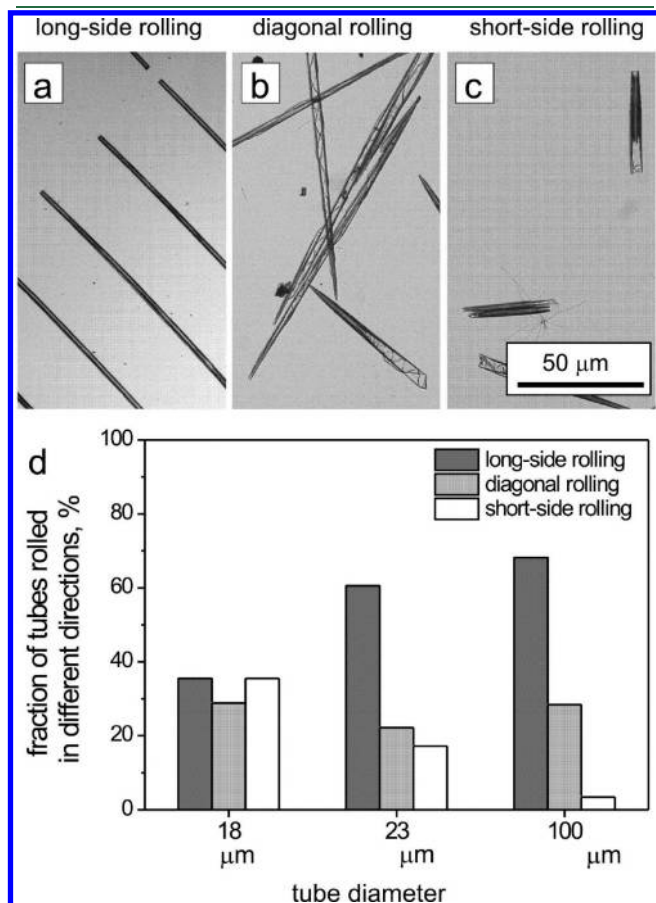 long-side rolling
diagonal rolling
short-side rolling
a
b
c
50 μm
d
100
80
60
40
20
0
fraction of tubes rolled
in different directions, %
long-side rolling
diagonal rolling
short-side rolling
18
μm
23
μm
100
μm
tube diameter